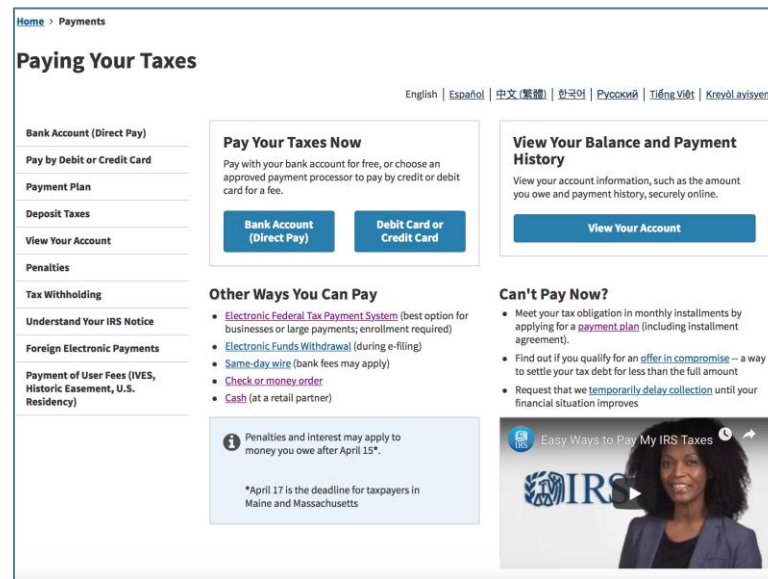 Home > Payments
Paying Your Taxes
English | Español | 中文 (繁體) | 한국어 | Русский | Tiếng Việt | Kreyòl ayisyen
Bank Account (Direct Pay)
Pay by Debit or Credit Card
Payment Plan
Deposit Taxes
View Your Account
Penalties
Tax Withholding
Understand Your IRS Notice
Foreign Electronic Payments
Payment of User Fees (IVES,
Historic Easement, U.S.
Residency)
Pay Your Taxes Now
Pay with your bank account for free, or choose an
approved payment processor to pay by credit or debit
card for a fee.
Bank Account
(Direct Pay)
Debit Card or
Credit Card
View Your Balance and Payment
History
View your account information, such as the amount
you owe and payment history, securely online.
View Your Account
Other Ways You Can Pay
• Electronic Federal Tax Payment System (best option for
businesses or large payments; enrollment required)
• Electronic Funds Withdrawal (during e-filing)
• Same-day wire (bank fees may apply)
• Check or money order
• Cash (at a retail partner)
Penalties and interest may apply to
money you owe after April 15*.
*April 17 is the deadline for taxpayers in
Maine and Massachusetts
Can't Pay Now?
• Meet your tax obligation in monthly installments by
applying for a payment plan (including installment
agreement).
• Find out if you qualify for an offer in compromise -- a way
to settle your tax debt for less than the full amount
• Request that we temporarily delay collection until your
financial situation improves
IRS
Easy Ways to Pay My IRS Taxes
IRS